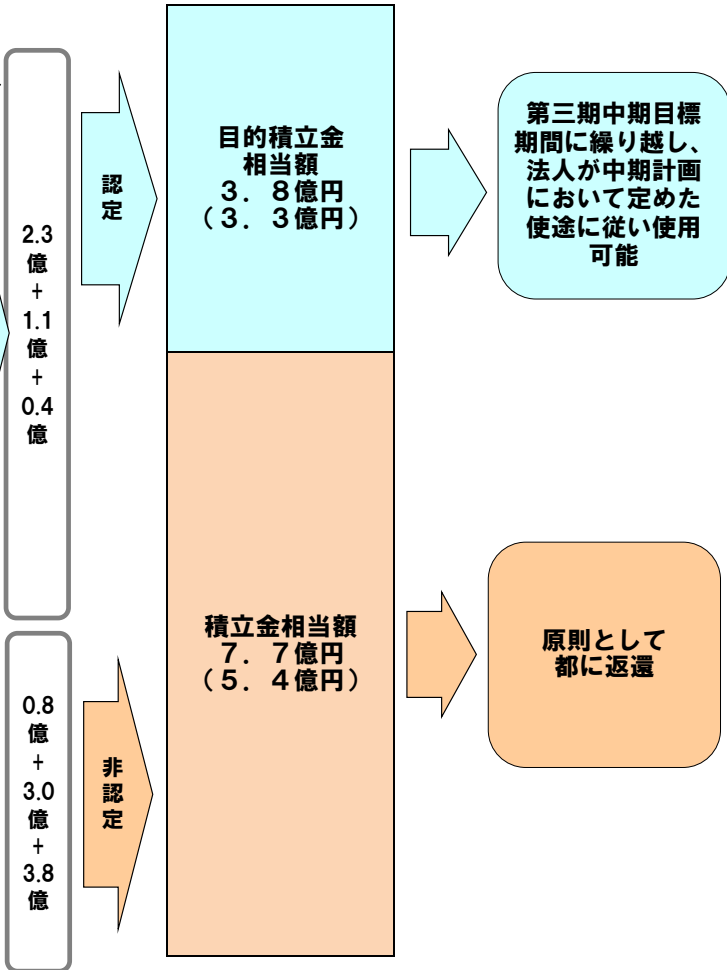 2.3
億
+
1.1
億
+
0.4
億
認
定
目的積立金
相当額
３．８億円
（３．３億円）
第三期中期目標
期間に繰り越し、
法人が中期計画
において定めた
使途に従い使用
可能
0.8
億
+
3.0
億
+
3.8
億
非
認
定
積立金相当額
７．７億円
（５．４億円）
原則として
都に返還